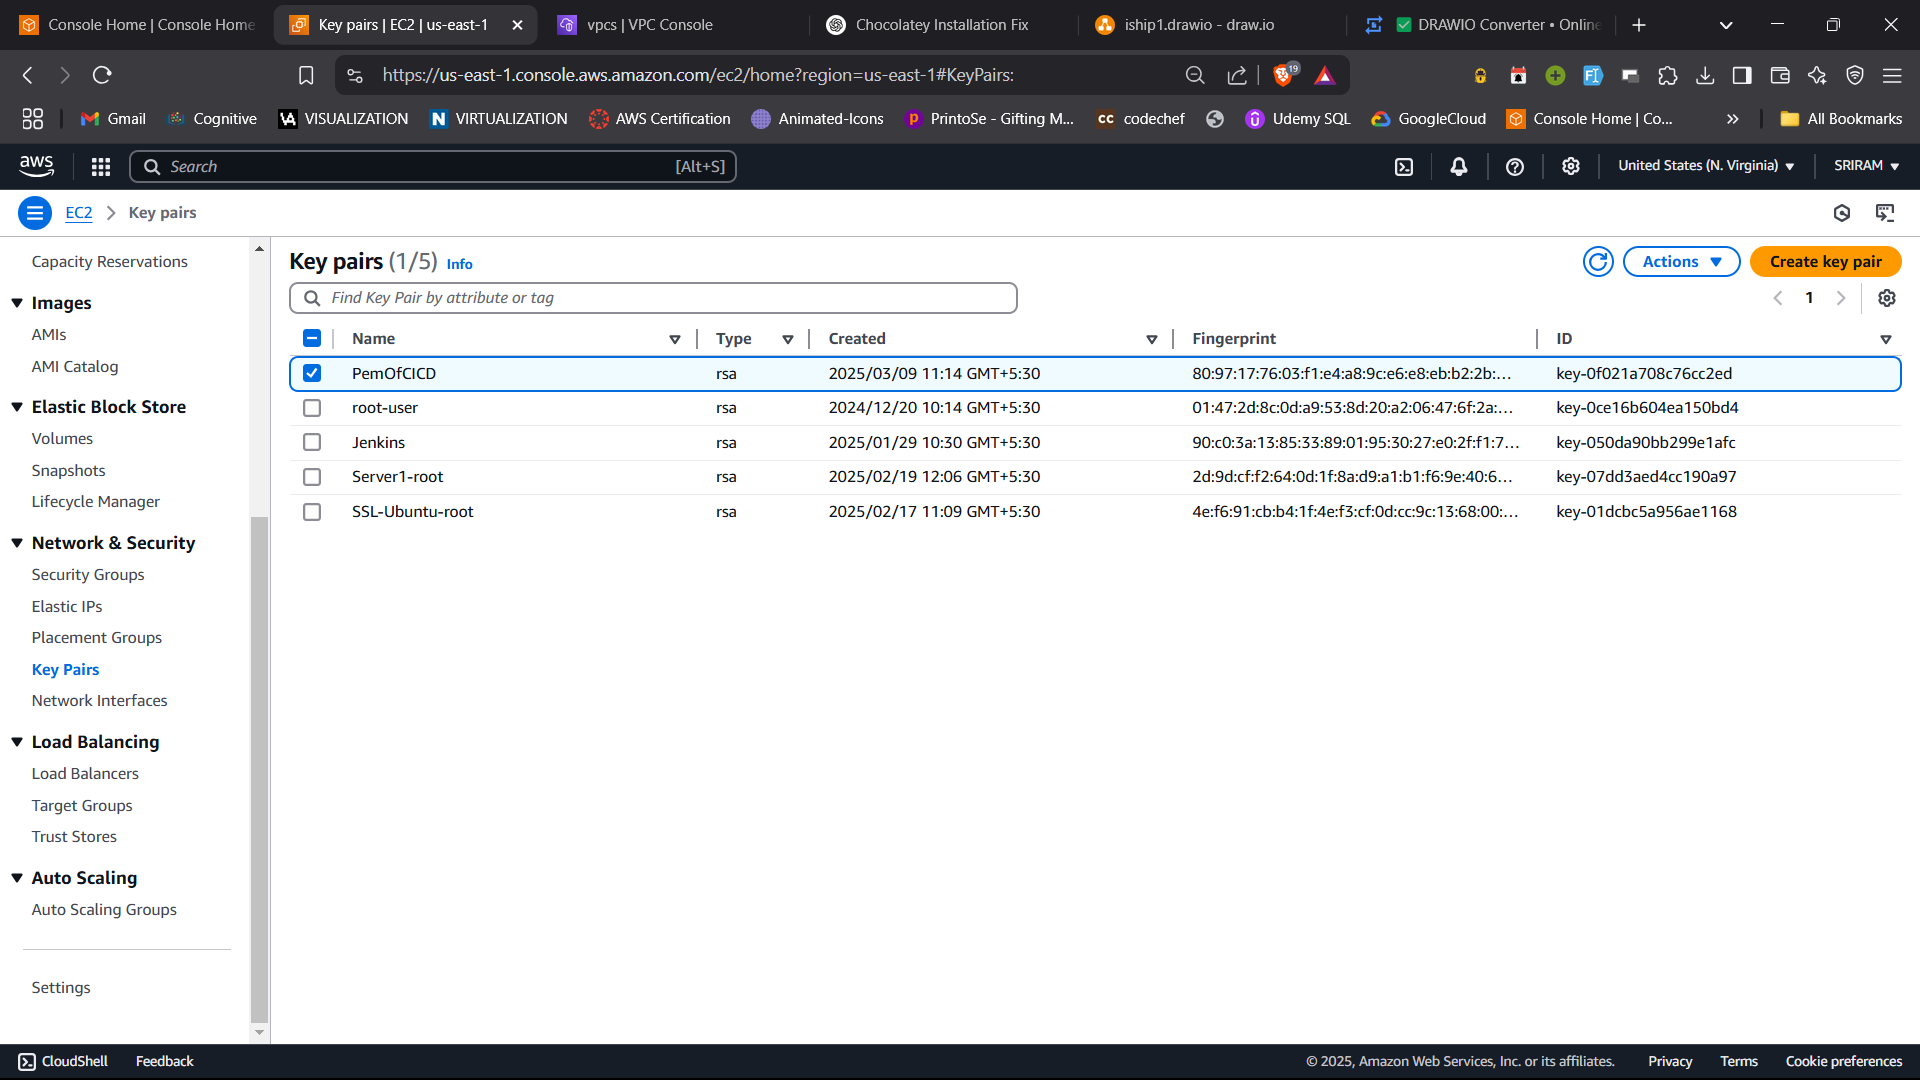 Console Home | Console Home
Key pairs | EC2 | us-east-1
vpcs | VPC Console
Chocolatey Installation Fix
iship1.drawio - draw.io
DRAWIO Converter • Online
https://us-east-1.console.aws.amazon.com/ec2/home?region=us-east-1#KeyPairs:
19
Gmail
Cognitive
VISUALIZATION
VIRTUALIZATION
AWS Certification
Animated-Icons
PrintoSe - Gifting M...
codechef
Udemy SQL
GoogleCloud
Console Home | Co...
All Bookmarks
aws
Search [Alt+S]
United States (N. Virginia)
SRIRAM
EC2 > Key pairs
Capacity Reservations
Images
AMIs
AMI Catalog
Elastic Block Store
Volumes
Snapshots
Lifecycle Manager
Network & Security
Security Groups
Elastic IPs
Placement Groups
Key Pairs
Network Interfaces
Load Balancing
Load Balancers
Target Groups
Trust Stores
Auto Scaling
Auto Scaling Groups
Settings
Key pairs (1/5) Info
Actions
Create key pair
Find Key Pair by attribute or tag
1
Name Type Created Fingerprint ID
PemOfCICD rsa 2025/03/09 11:14 GMT+5:30 80:97:17:76:03:f1:e4:a8:9c:e6:e8:eb:b2:2b:... key-0f021a708c76cc2ed
root-user rsa 2024/12/20 10:14 GMT+5:30 01:47:2d:8c:0d:a9:53:8d:20:a2:06:47:6f:2a:... key-0ce16b604ea150bd4
Jenkins rsa 2025/01/29 10:30 GMT+5:30 90:c0:3a:13:85:33:89:01:95:30:27:e0:2f:f1:7... key-050da90bb299e1afc
Server1-root rsa 2025/02/19 12:06 GMT+5:30 2d:9d:cf:f2:64:0d:1f:8a:d9:a1:b1:f6:9e:40:6... key-07dd3aed4cc190a97
SSL-Ubuntu-root rsa 2025/02/17 11:09 GMT+5:30 4e:f6:91:cb:b4:1f:4e:f3:cf:0d:cc:9c:13:68:00:... key-01dcbc5a956ae1168
CloudShell
Feedback
© 2025, Amazon Web Services, Inc. or its affiliates.
Privacy
Terms
Cookie preferences